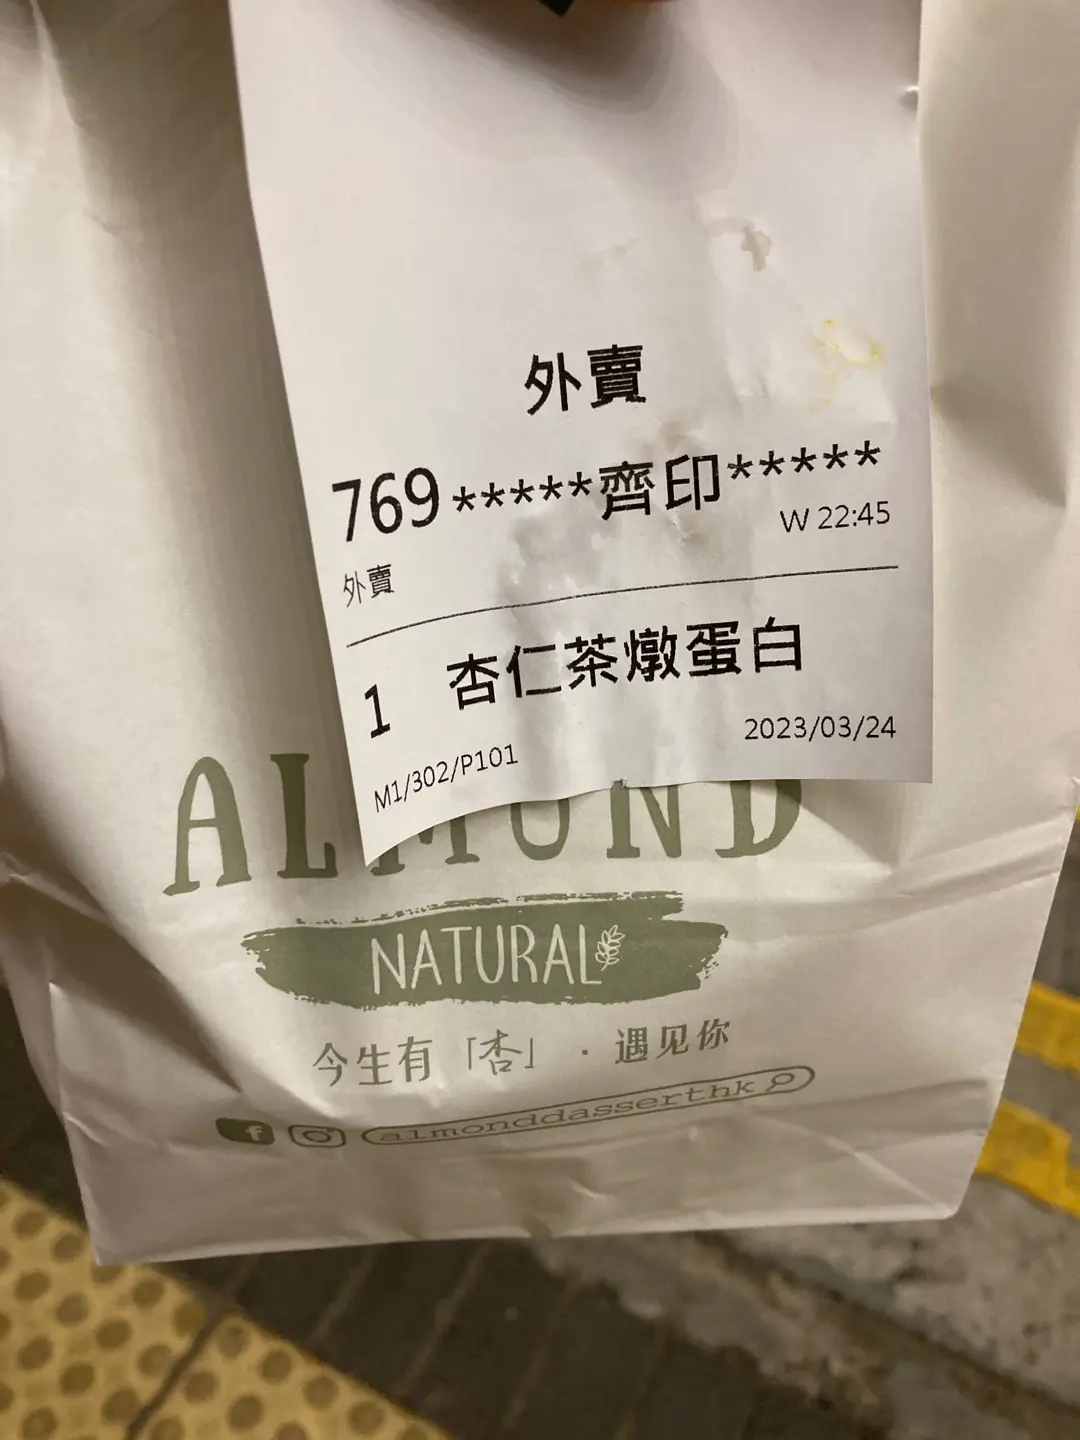 外賣
769*****齊印*****
W 22:45
外賣
1 杏仁茶燉蛋白
2023/03/24
M1/302/P101
ALMOND
NATURAL
今生有「杏」·遇见你
almonddasserthk